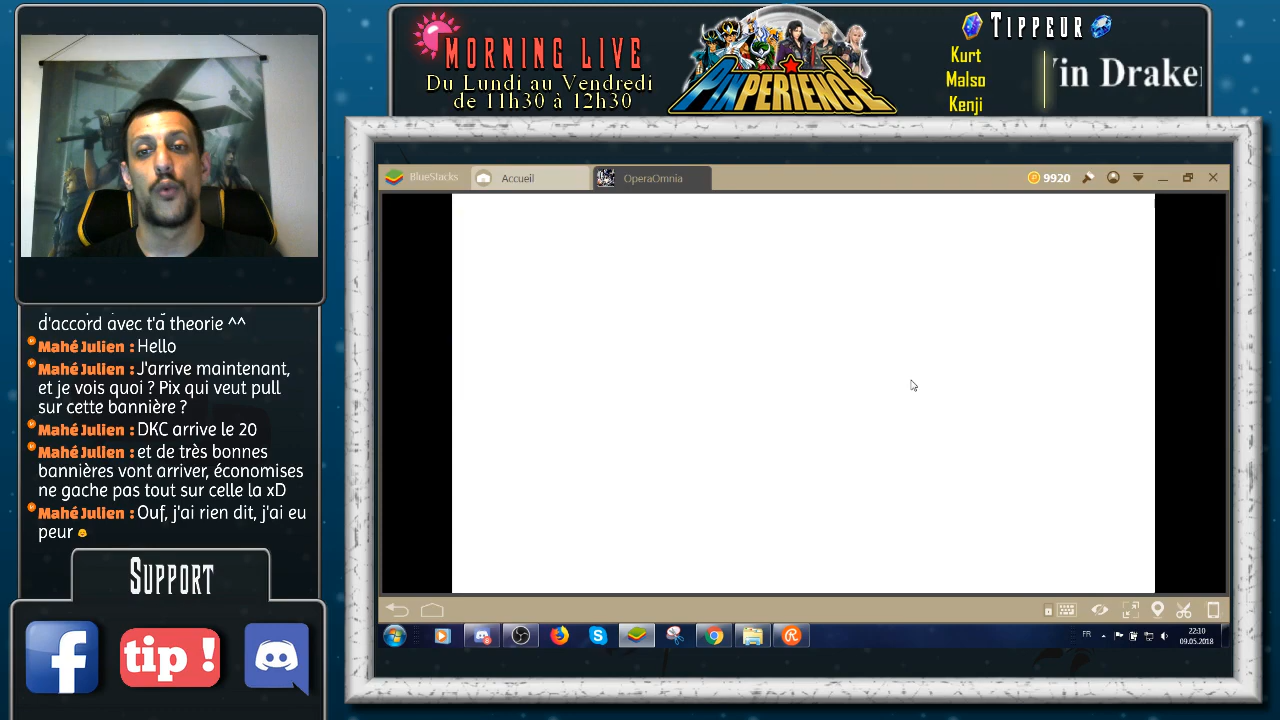 MORNING LIVE
Du Lundi au Vendredi
de 11h30 à 12h30
PIXPERIENCE
TIPPEUR
Kurt
Malso
Kenji
Vin Draker
BlueStacks
Accueil
OperaOmnia
9920
d'accord avec t'a theorie ^^
Mahé Julien : Hello
Mahé Julien : J'arrive maintenant,
et je vois quoi ? Pix qui veut pull
sur cette bannière ?
Mahé Julien : DKC arrive le 20
Mahé Julien : et de très bonnes
bannières vont arriver, économises
ne gache pas tout sur celle la xD
Mahé Julien : Ouf, j'ai rien dit, j'ai eu
peur
SUPPORT
tip !
FR
22:10
09.05.2018